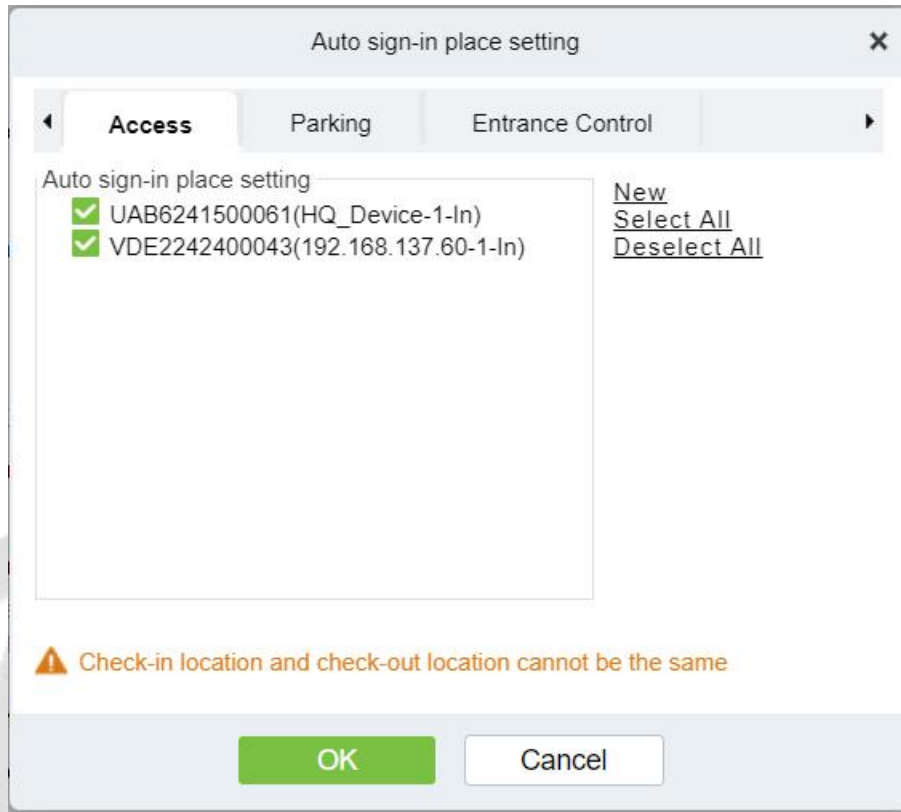 Auto sign-in place setting
Access
Parking
Entrance Control
Auto sign-in place setting
UAB6241500061(HQ_Device-1-In)
VDE2242400043(192.168.137.60-1-In)
New
Select All
Deselect All
Check-in location and check-out location cannot be the same
OK
Cancel